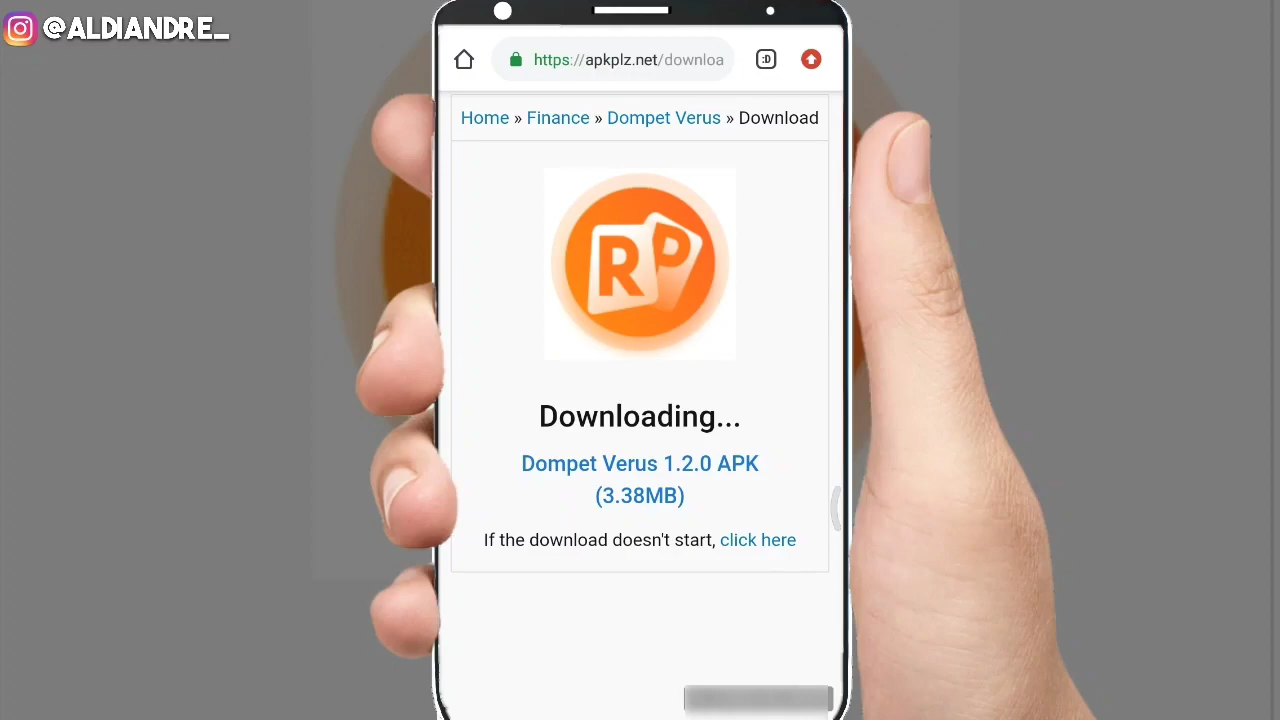 @ALDIANDRE_
https://apkplz.net/downloa
:D
Home » Finance » Dompet Verus » Download
RP
Downloading...
Dompet Verus 1.2.0 APK
(3.38MB)
If the download doesn't start, click here